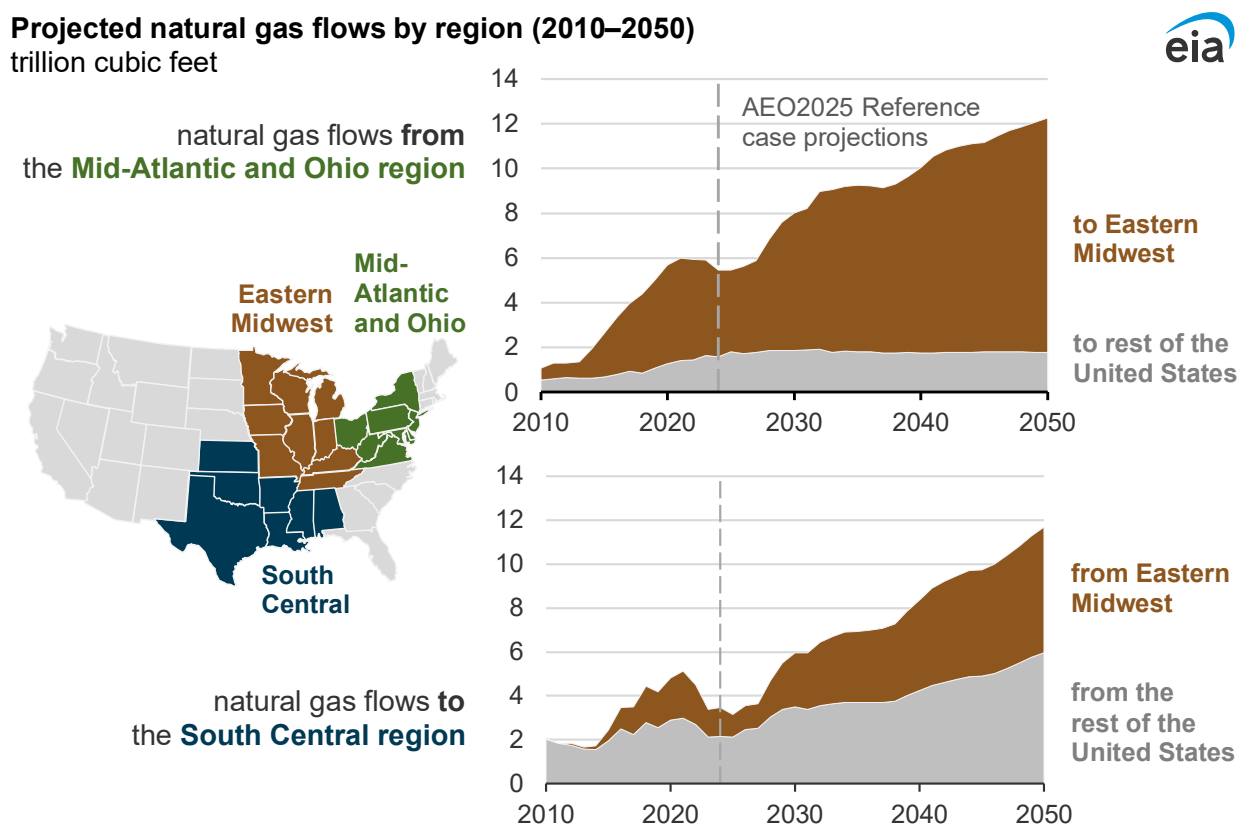 Projected natural gas flows by region (2010–2050)
trillion cubic feet
eia
natural gas flows from
the Mid-Atlantic and Ohio region
14
12
10
8
6
4
2
0
AEO2025 Reference
case projections
2010
2020
2030
2040
2050
to Eastern
Midwest
to rest of the
United States
Mid-
Atlantic
and Ohio
Eastern
Midwest
South
Central
natural gas flows to
the South Central region
14
12
10
8
6
4
2
0
2010
2020
2030
2040
2050
from Eastern
Midwest
from the
rest of the
United States